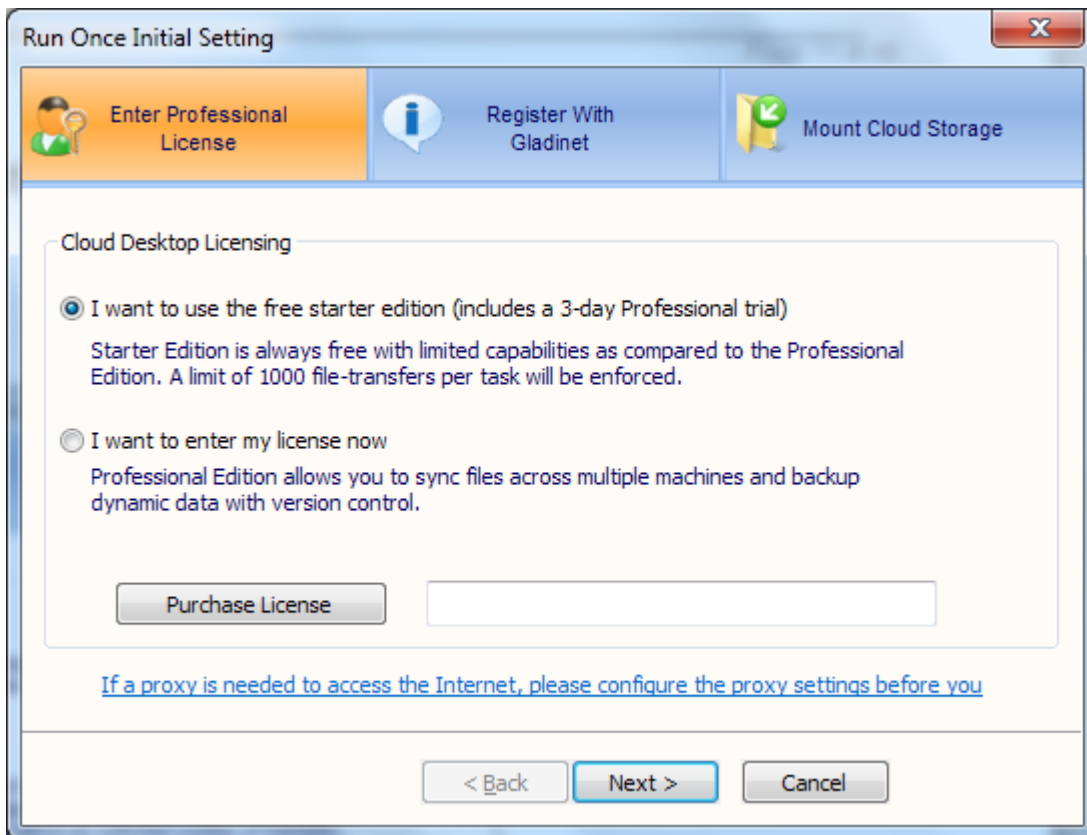 Run Once Initial Setting
Enter Professional
License
Register With
Gladinet
Mount Cloud Storage
Cloud Desktop Licensing
I want to use the free starter edition (includes a 3-day Professional trial)
Starter Edition is always free with limited capabilities as compared to the Professional
Edition. A limit of 1000 file-transfers per task will be enforced.
I want to enter my license now
Professional Edition allows you to sync files across multiple machines and backup
dynamic data with version control.
Purchase License
If a proxy is needed to access the Internet, please configure the proxy settings before you
< Back
Next >
Cancel